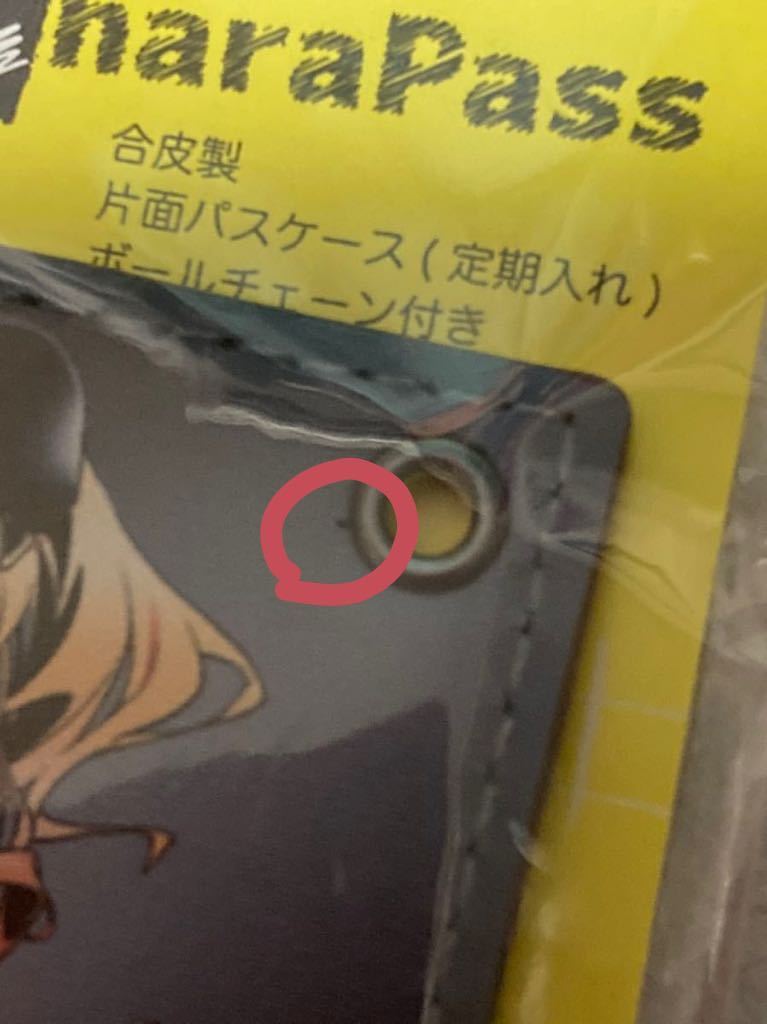 naraPass
合皮製
片面パスケース(定期入れ)
ボールチェーン付き